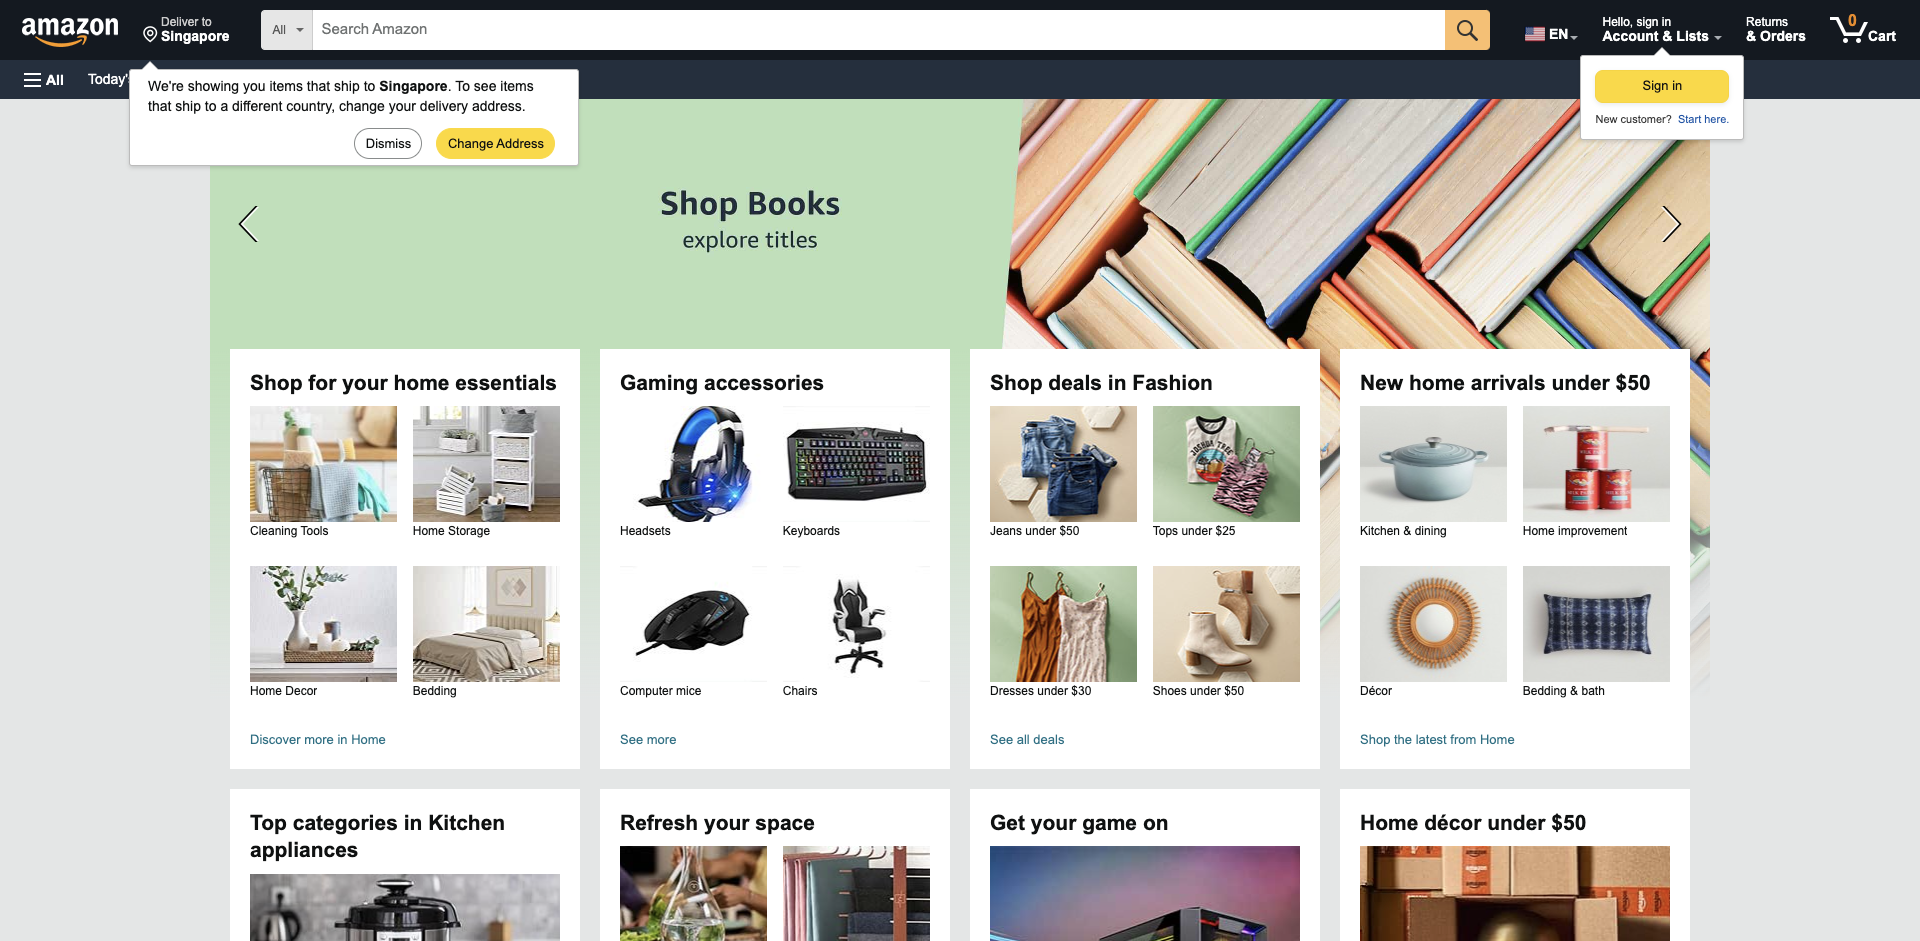 amazon
Deliver to
Singapore
All
Search Amazon
EN
Hello, sign in
Account & Lists
Returns
& Orders
0
Cart
All
Today's
We're showing you items that ship to Singapore. To see items
that ship to a different country, change your delivery address.
Dismiss
Change Address
Sign in
New customer? Start here.
Shop Books
explore titles
Shop for your home essentials
Cleaning Tools
Home Storage
Home Decor
Bedding
Discover more in Home
Gaming accessories
Headsets
Keyboards
Computer mice
Chairs
See more
Shop deals in Fashion
Jeans under $50
JOSHUA TREE
Tops under $25
Dresses under $30
Shoes under $50
See all deals
New home arrivals under $50
Kitchen & dining
Home improvement
Décor
Bedding & bath
Shop the latest from Home
Top categories in Kitchen
appliances
Refresh your space
Get your game on
Home décor under $50